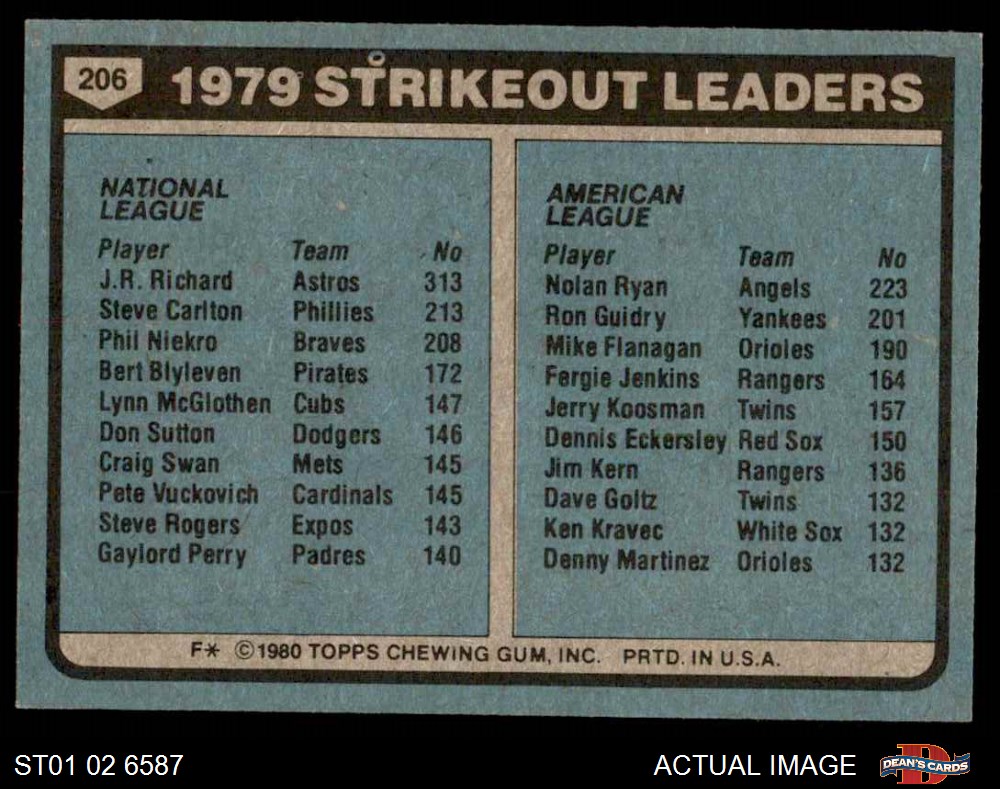 206 1979 STRIKEOUT LEADERS
NATIONAL
LEAGUE
Player Team No
J.R. Richard Astros 313
Steve Carlton Phillies 213
Phil Niekro Braves 208
Bert Blyleven Pirates 172
Lynn McGlothen Cubs 147
Don Sutton Dodgers 146
Craig Swan Mets 145
Pete Vuckovich Cardinals 145
Steve Rogers Expos 143
Gaylord Perry Padres 140
AMERICAN
LEAGUE
Player Team No
Nolan Ryan Angels 223
Ron Guidry Yankees 201
Mike Flanagan Orioles 190
Fergie Jenkins Rangers 164
Jerry Koosman Twins 157
Dennis Eckersley Red Sox 150
Jim Kern Rangers 136
Dave Goltz Twins 132
Ken Kravec White Sox 132
Denny Martinez Orioles 132
F* ©1980 TOPPS CHEWING GUM, INC. PRTD. IN U.S.A.
ST01 02 6587 ACTUAL IMAGE DEAN'S CARDS